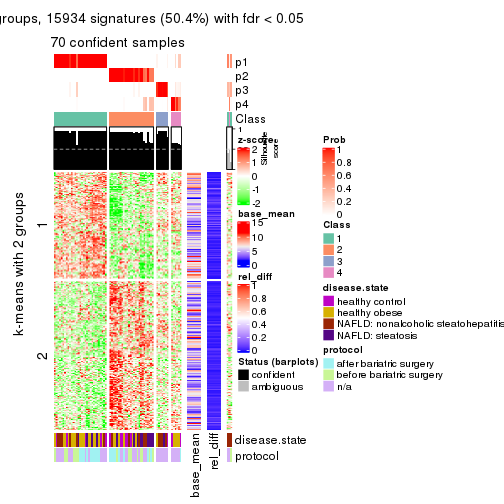 groups, 15934 signatures (50.4%) with fdr < 0.05
70 confident samples
p1
p2
p3
p4
Class
1
Silhouette
score
z-score
2
1
0
-1
-2
base_mean
15
10
5
0
rel_diff
1
0.8
0.6
0.4
0.2
0
Status (barplots)
confident
ambiguous
Prob
1
0.8
0.6
0.4
0.2
0
Class
1
2
3
4
disease.state
healthy control
healthy obese
NAFLD: nonalcoholic steatohepatitis
NAFLD: steatosis
protocol
after bariatric surgery
before bariatric surgery
n/a
k-means with 2 groups
1
2
disease.state
protocol
base_mean
rel_diff